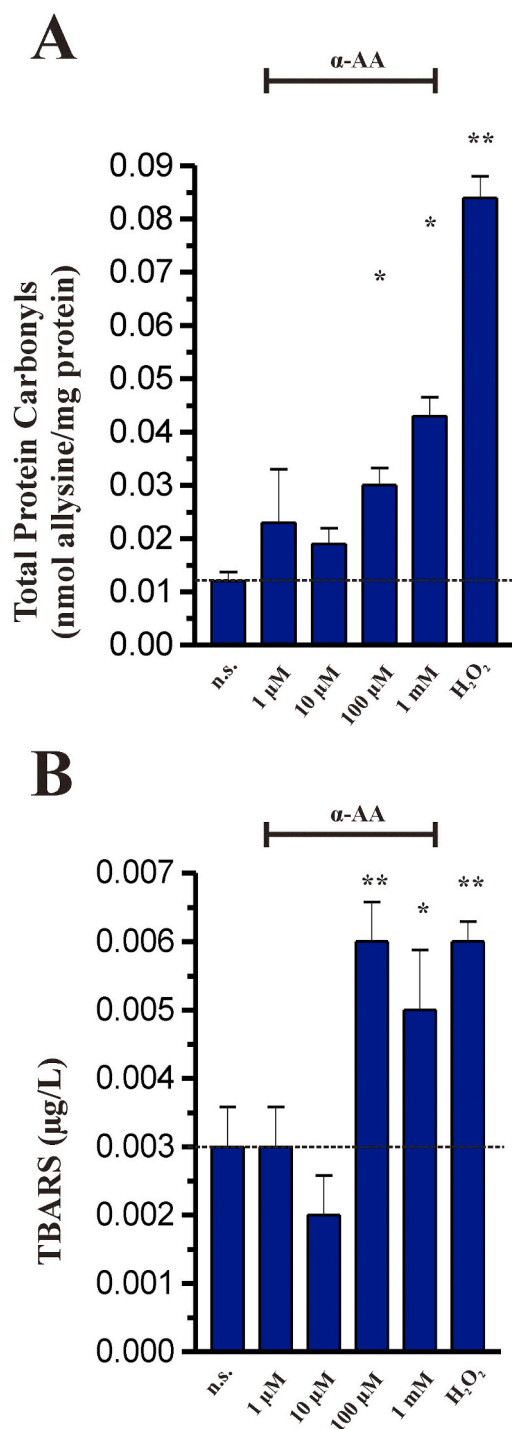 A
α-AA
Total Protein Carbonyls
(nmol allysine/mg protein)
0.09
0.08
0.07
0.06
0.05
0.04
0.03
0.02
0.01
0.00
*
*
**
n.s.
1 μM
10 μM
100 μM
1 mM
H₂O₂
B
α-AA
TBARS (μg/L)
0.007
0.006
0.005
0.004
0.003
0.002
0.001
0.000
**
*
**
n.s.
1 μM
10 μM
100 μM
1 mM
H₂O₂